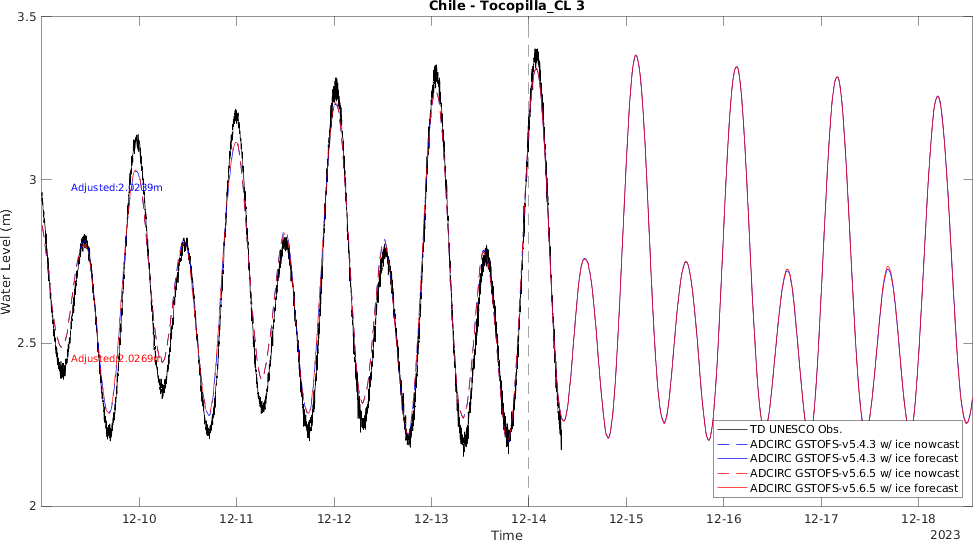 Chile - Tocopilla_CL 3
3.5
3
2.5
2
Water Level (m)
Adjusted:2.0239m
Adjusted:2.0269m
TD UNESCO Obs.
ADCIRC GSTOFS-v5.4.3 w/ ice nowcast
ADCIRC GSTOFS-v5.4.3 w/ ice forecast
ADCIRC GSTOFS-v5.6.5 w/ ice nowcast
ADCIRC GSTOFS-v5.6.5 w/ ice forecast
12-10 12-11 12-12 12-13 12-14 12-15 12-16 12-17 12-18
Time
2023